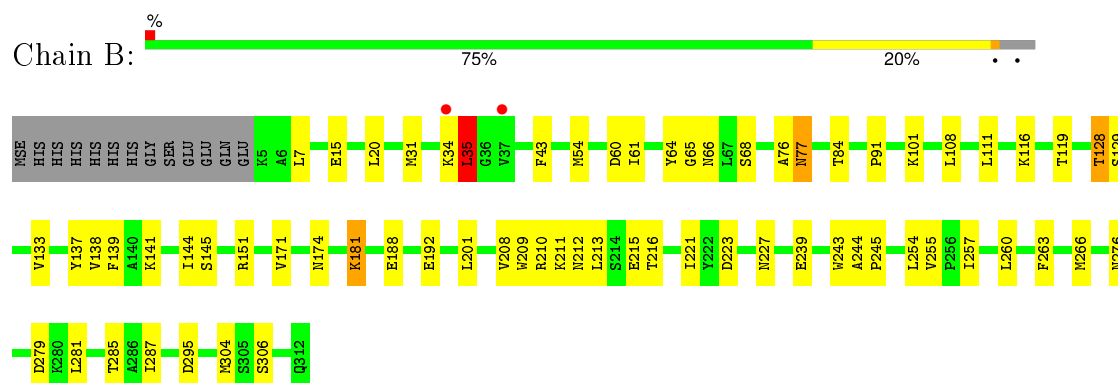 %
Chain B:
75% 20%
MSE HIS HIS HIS HIS HIS HIS GLY SER GLU GLU GLN GLU K5 A6 L7 E15 L20 M31 K34 L35 G36 V37 F43 M54 D60 I61 Y64 G65 N66 L67 S68 A76 N77 T84 P91 K101 L108 L111 K116 T119 T128 S129
V133 Y137 V138 F139 A140 K141 I144 S145 R151 V171 N174 K181 E188 E192 L201 V208 W209 R210 K211 N212 L213 S214 E215 T216 I221 Y222 D223 N227 E239 W243 A244 P245 L254 V255 P256 I257 L260 F263 M266 N276
D279 K280 L281 T285 A286 I287 D295 M304 S305 S306 Q312